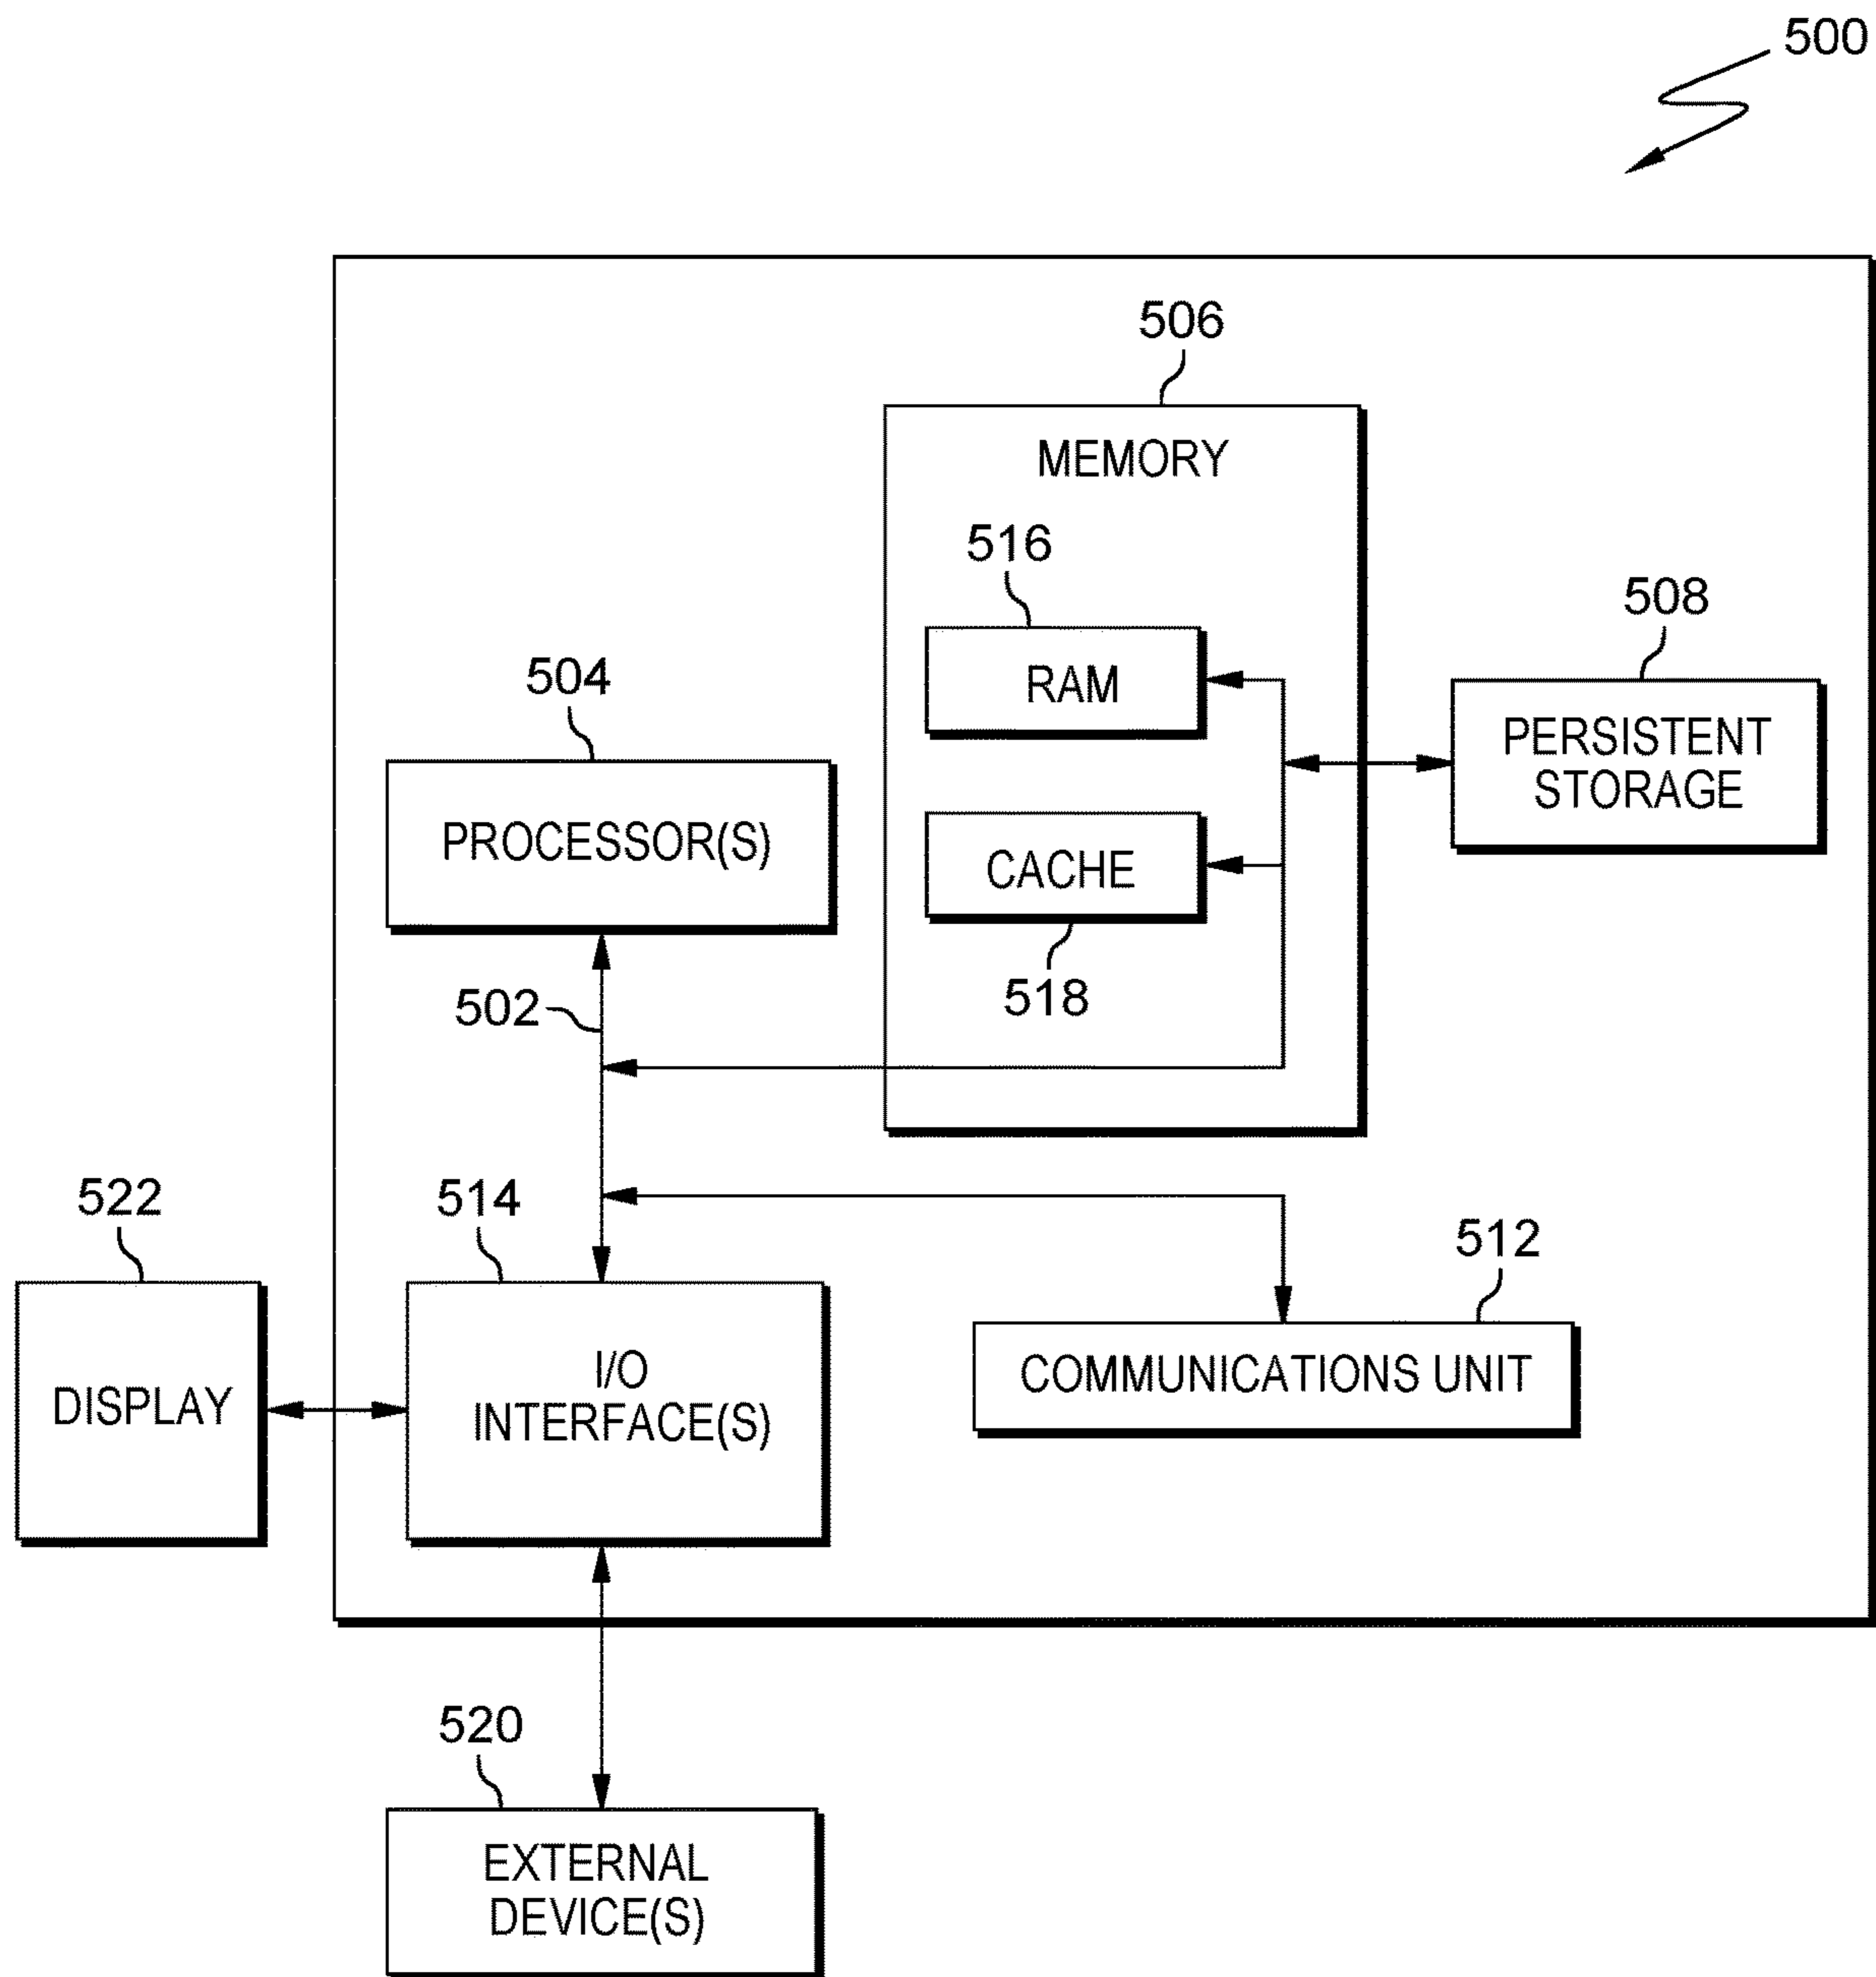 500
506
MEMORY
516
RAM
508
PERSISTENT
STORAGE
504
PROCESSOR(S)
CACHE
518
502
522
DISPLAY
514
I/O
INTERFACE(S)
512
COMMUNICATIONS UNIT
520
EXTERNAL
DEVICE(S)